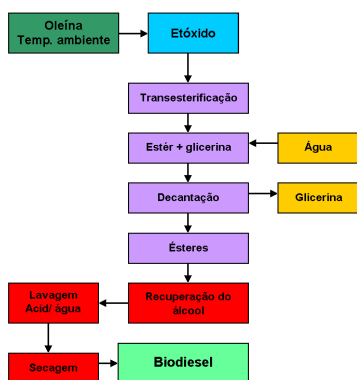 Oleína
Temp. ambiente
Etóxido
Transesterificação
Estér + glicerina
Água
Decantação
Glicerina
Ésteres
Lavagem
Acid/ água
Recuperação do
álcool
Secagem
Biodiesel